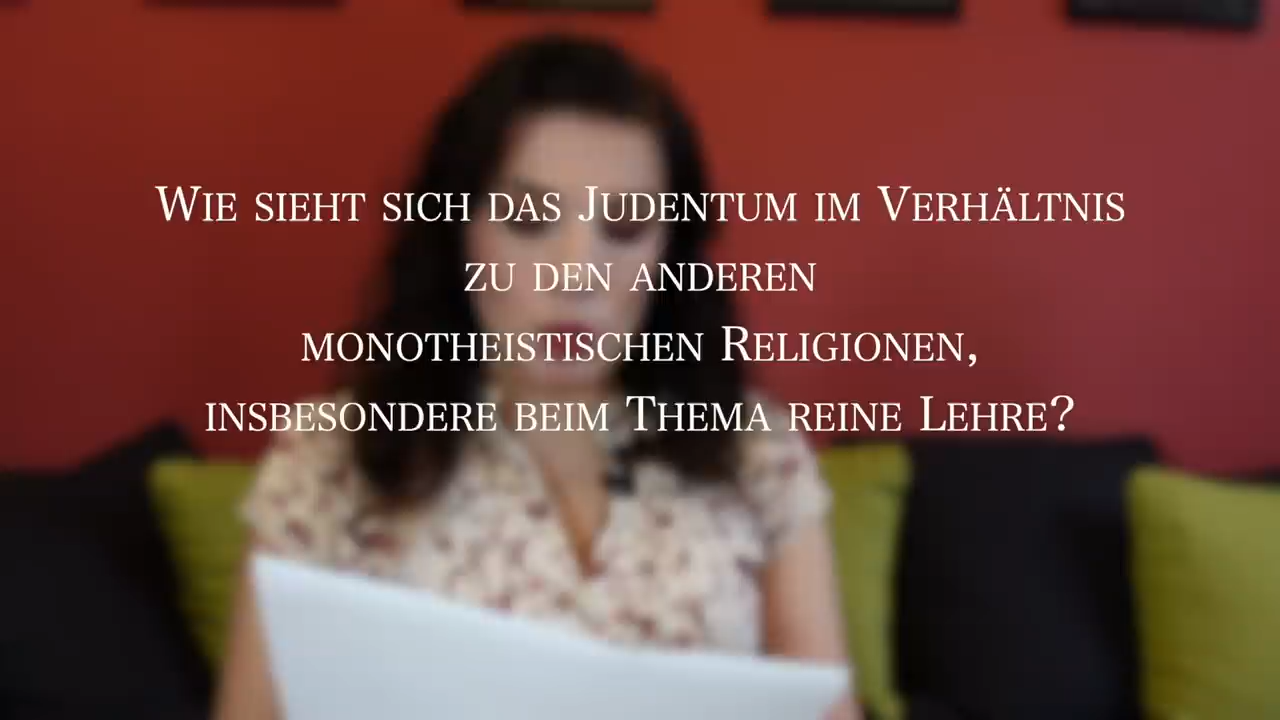 Wie sieht sich das Judentum im Verhältnis
zu den anderen
monotheistischen Religionen,
insbesondere beim Thema reine Lehre?